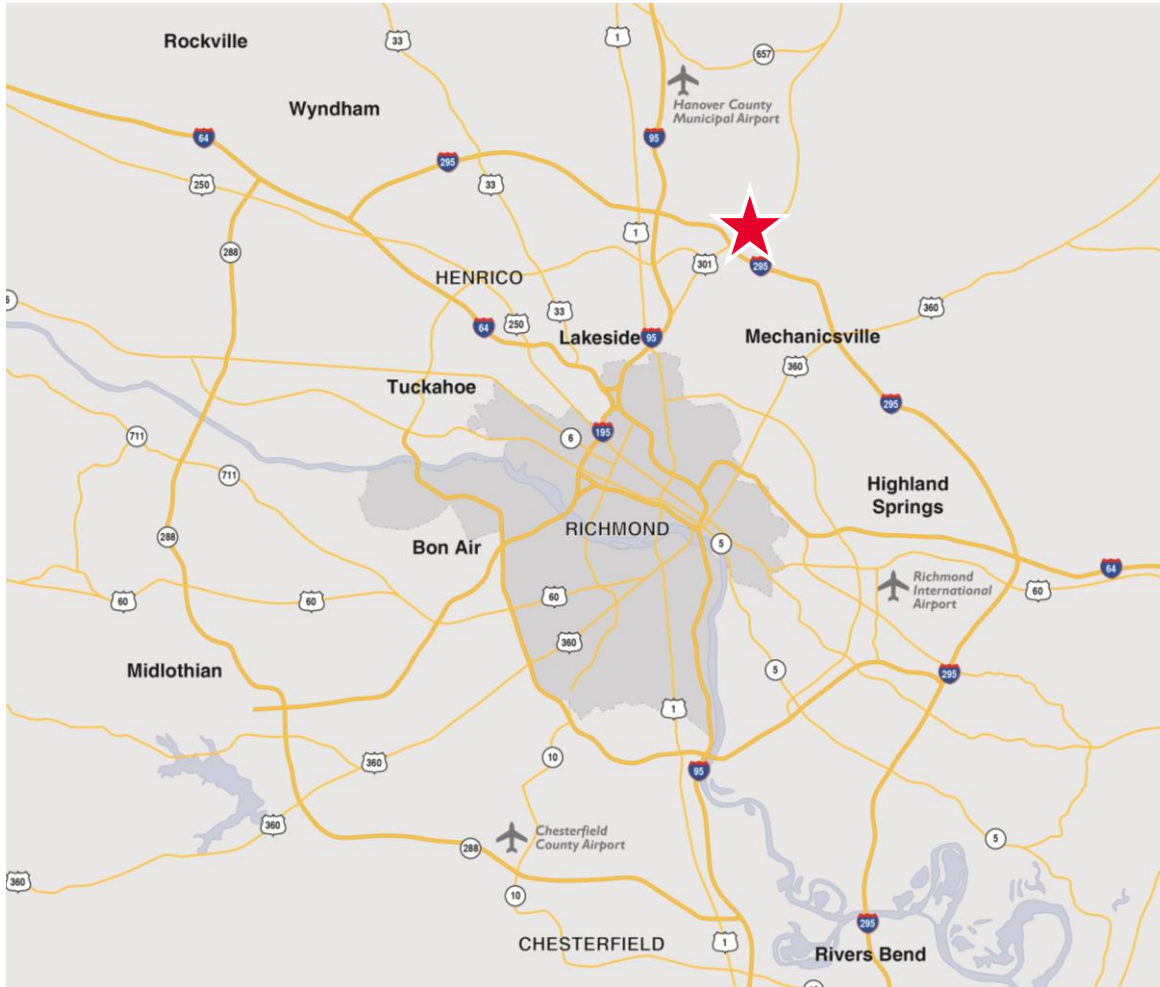 Rockville
33
1
657
Wyndham
Hanover County
Municipal Airport
64
295
95
250
33
288
1
301
295
HENRICO
360
6
33
64
250
Lakeside
95
Mechanicsville
360
Tuckahoe
295
711
6
195
711
Highland
Springs
288
Bon Air
RICHMOND
5
64
60
60
60
Richmond
International
Airport
60
360
Midlothian
5
295
1
10
360
95
360
Chesterfield
County Airport
288
5
360
10
295
CHESTERFIELD
1
Rivers Bend